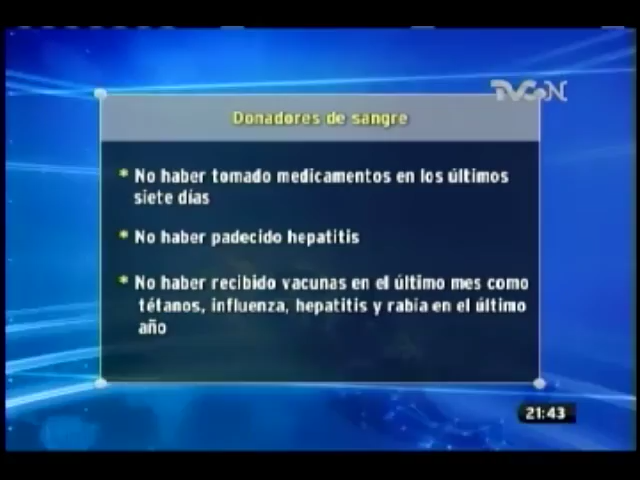 TVCoN
Donadores de sangre
* No haber tomado medicamentos en los últimos
siete días
* No haber padecido hepatitis
* No haber recibido vacunas en el último mes como
tétanos, influenza, hepatitis y rabia en el último
año
21:43